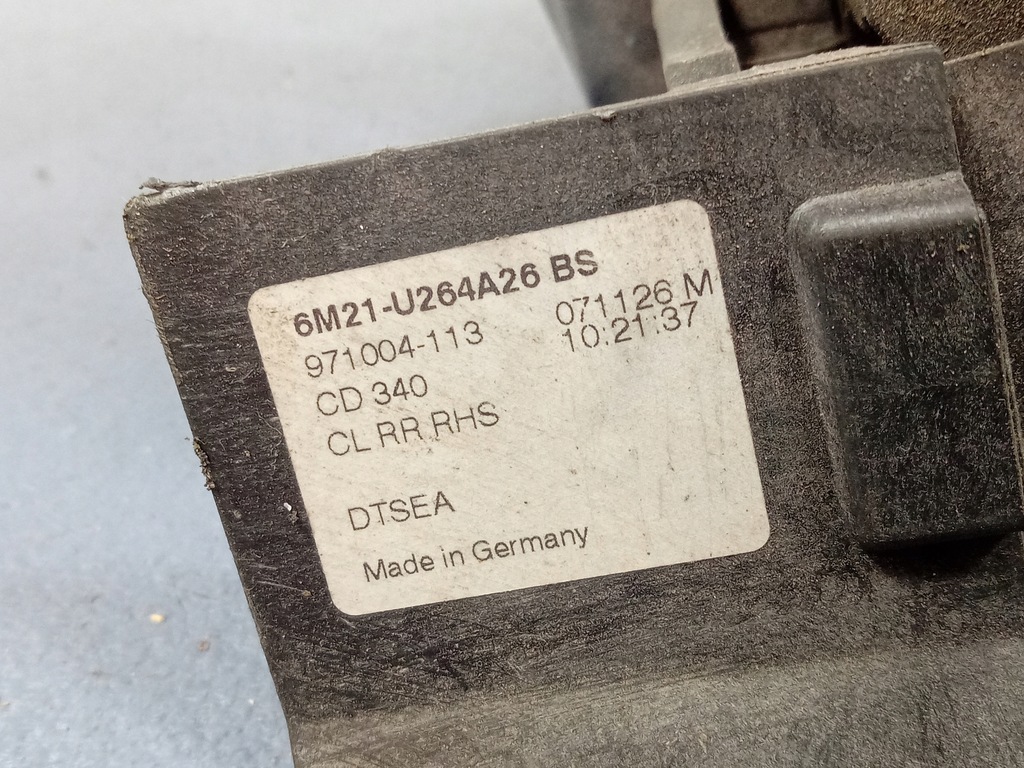 6M21-U264A26 BS
971004-113 071126 M
CD 340 10:21:37
CL RR RHS
DTSEA
Made in Germany